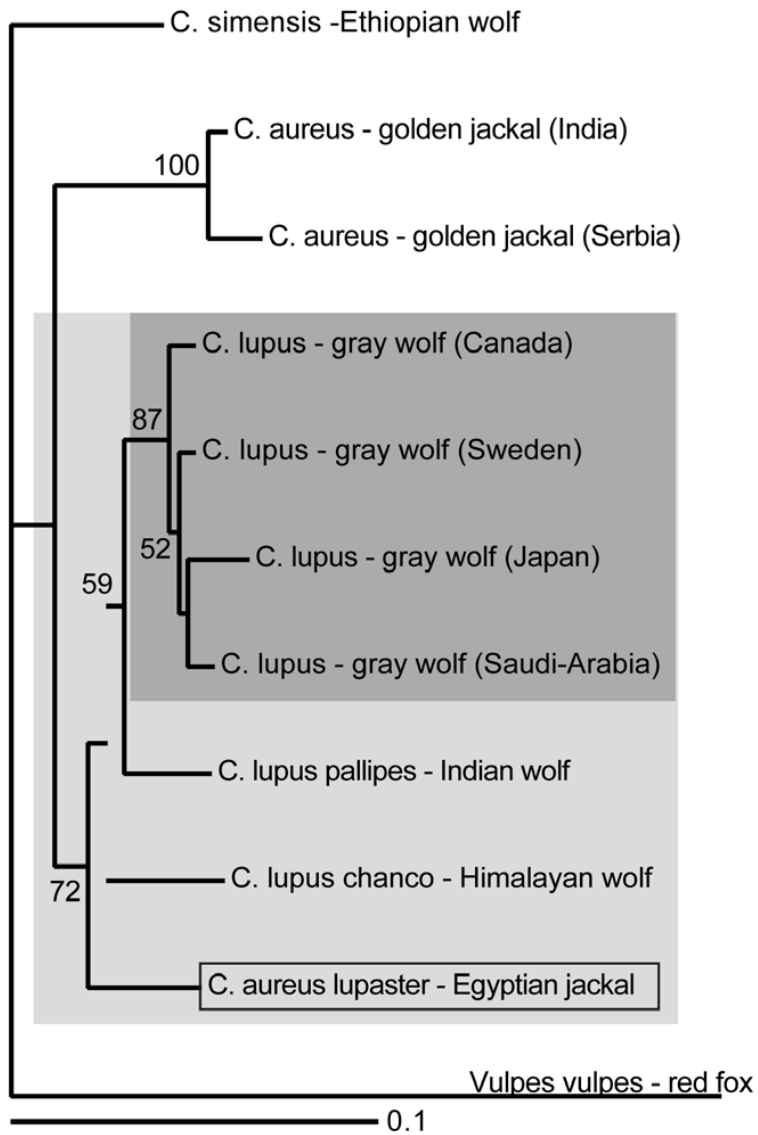 C. simensis -Ethiopian wolf
C. aureus - golden jackal (India)
100
C. aureus - golden jackal (Serbia)
C. lupus - gray wolf (Canada)
87
C. lupus - gray wolf (Sweden)
52
C. lupus - gray wolf (Japan)
59
C. lupus - gray wolf (Saudi-Arabia)
C. lupus pallipes - Indian wolf
C. lupus chanco - Himalayan wolf
72
C. aureus lupaster - Egyptian jackal
Vulpes vulpes - red fox
0.1